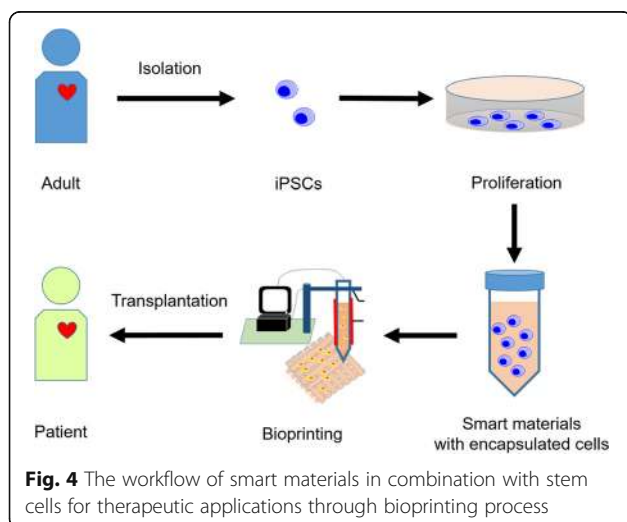 Isolation
Adult
iPSCs
Proliferation
Transplantation
Patient
Bioprinting
Smart materials
with encapsulated cells
Fig. 4 The workflow of smart materials in combination with stem
cells for therapeutic applications through bioprinting process